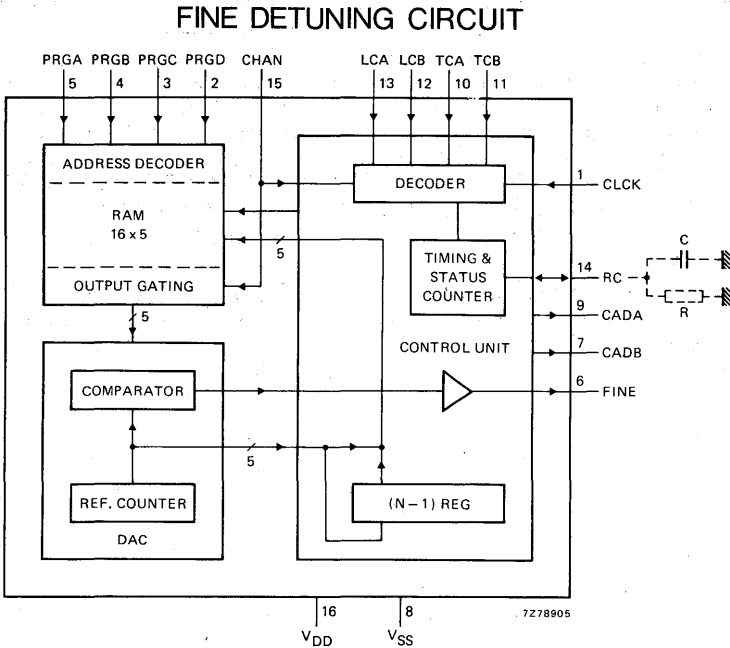 FINE DETUNING CIRCUIT
PRGA PRGB PRGC PRGD CHAN LCA LCB TCA TCB
5 4 3 2 15 13 12 10 11
ADDRESS DECODER
RAM
16 x 5
OUTPUT GATING
DECODER
1 CLCK
TIMING &
STATUS
COUNTER
5
14 RC
C
R
9 CADA
7 CADB
6 FINE
5
CONTROL UNIT
COMPARATOR
5
REF. COUNTER
DAC
(N – 1) REG
16 8
VDD VSS
7Z78905